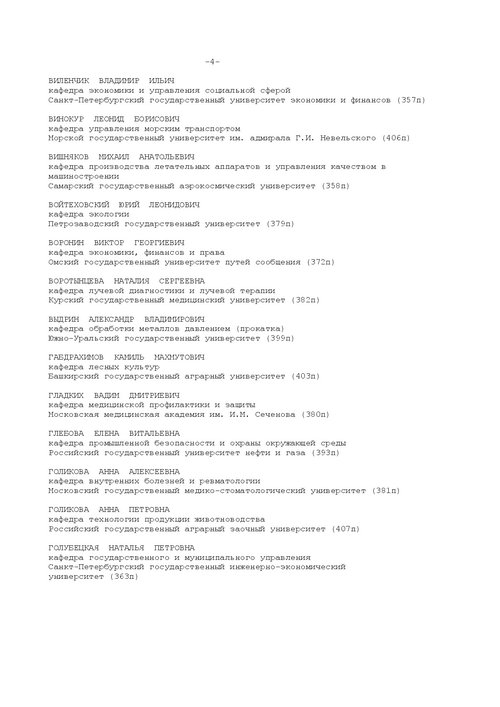 -4-
ВИЛЕНЧИК ВЛАДИМИР ИЛЬИЧ
кафедра экономики и управления социальной сферой
Санкт-Петербургский государственный университет экономики и финансов (357п)
ВИНОКУР ЛЕОНИД БОРИСОВИЧ
кафедра управления морским транспортом
Морской государственный университет им. адмирала Г.И. Невельского (406п)
ВИШНЯКОВ МИХАИЛ АНАТОЛЬЕВИЧ
кафедра производства летательных аппаратов и управления качеством в
машиностроении
Самарский государственный аэрокосмический университет (358п)
ВОЙТЕХОВСКИЙ ЮРИЙ ЛЕОНИДОВИЧ
кафедра экологии
Петрозаводский государственный университет (379п)
ВОРОНИН ВИКТОР ГЕОРГИЕВИЧ
кафедра экономики, финансов и права
Омский государственный университет путей сообщения (372п)
ВОРОТЫНЦЕВА НАТАЛИЯ СЕРГЕЕВНА
кафедра лучевой диагностики и лучевой терапии
Курский государственный медицинский университет (382п)
ВЫДРИН АЛЕКСАНДР ВЛАДИМИРОВИЧ
кафедра обработки металлов давлением (прокатка)
Южно-Уральский государственный университет (399п)
ГАБДРАХИМОВ КАМИЛЬ МАХМУТОВИЧ
кафедра лесных культур
Башкирский государственный аграрный университет (403п)
ГЛАДКИХ ВАДИМ ДМИТРИЕВИЧ
кафедра медицинской профилактики и защиты
Московская медицинская академия им. И.М. Сеченова (380п)
ГЛЕБОВА ЕЛЕНА ВИТАЛЬЕВНА
кафедра промышленной безопасности и охраны окружающей среды
Российский государственный университет нефти и газа (393п)
ГОЛИКОВА АННА АЛЕКСЕЕВНА
кафедра внутренних болезней и ревматологии
Московский государственный медико-стоматологический университет (381п)
ГОЛИКОВА АННА ПЕТРОВНА
кафедра технологии продукции животноводства
Российский государственный аграрный заочный университет (407п)
ГОЛУБЕЦКАЯ НАТАЛЬЯ ПЕТРОВНА
кафедра государственного и муниципального управления
Санкт-Петербургский государственный инженерно-экономический
университет (363п)